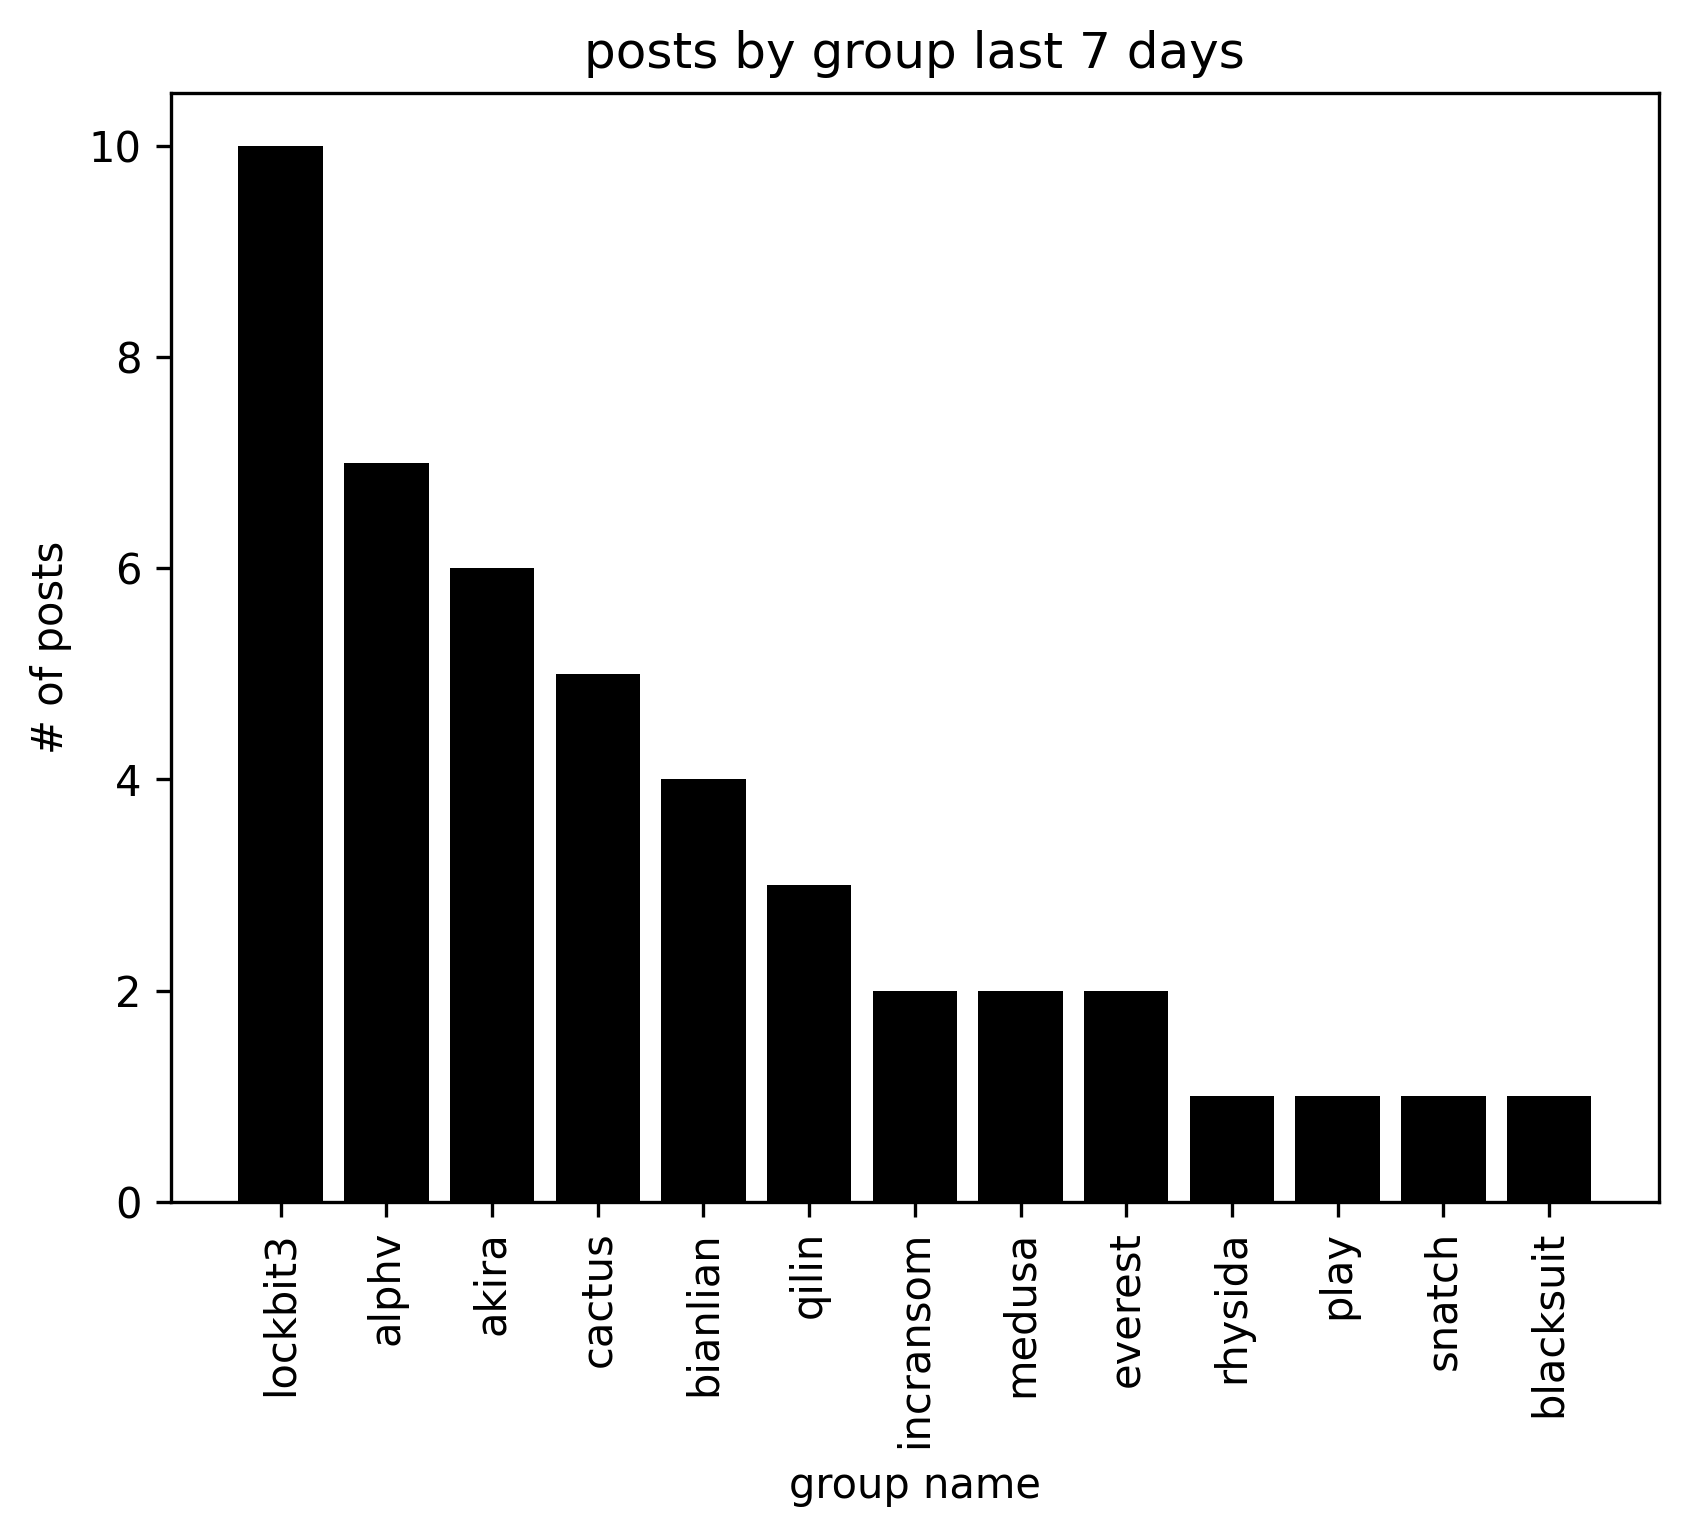 posts by group last 7 days
10
8
6
4
2
0
# of posts
lockbit3
alphv
akira
cactus
bianlian
qilin
incransom
medusa
everest
rhysida
play
snatch
blacksuit
group name